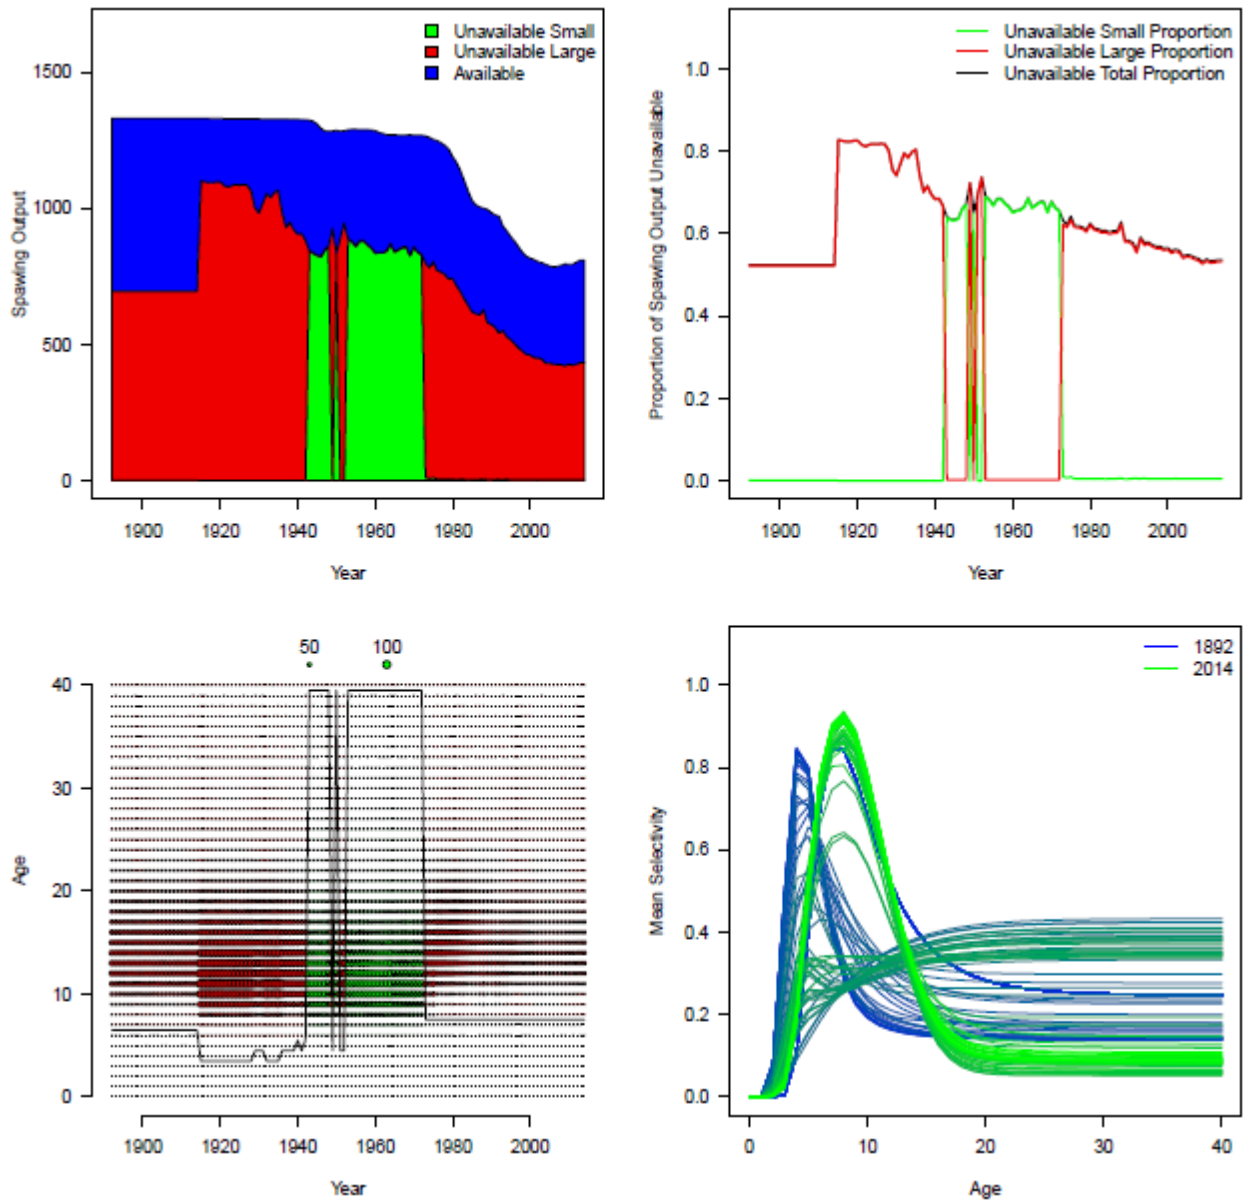 Unavailable Small
Unavailable Large
Available
1500
1000
500
0
Spawing Output
1900 1920 1940 1960 1980 2000
Year
Unavailable Small Proportion
Unavailable Large Proportion
Unavailable Total Proportion
1.0
0.8
0.6
0.4
0.2
0.0
Proportion of Spawing Output Unavailable
1900 1920 1940 1960 1980 2000
Year
50 100
40
30
20
10
0
Age
1900 1920 1940 1960 1980 2000
Year
1892
2014
1.0
0.8
0.6
0.4
0.2
0.0
Mean Selectivity
0 10 20 30 40
Age